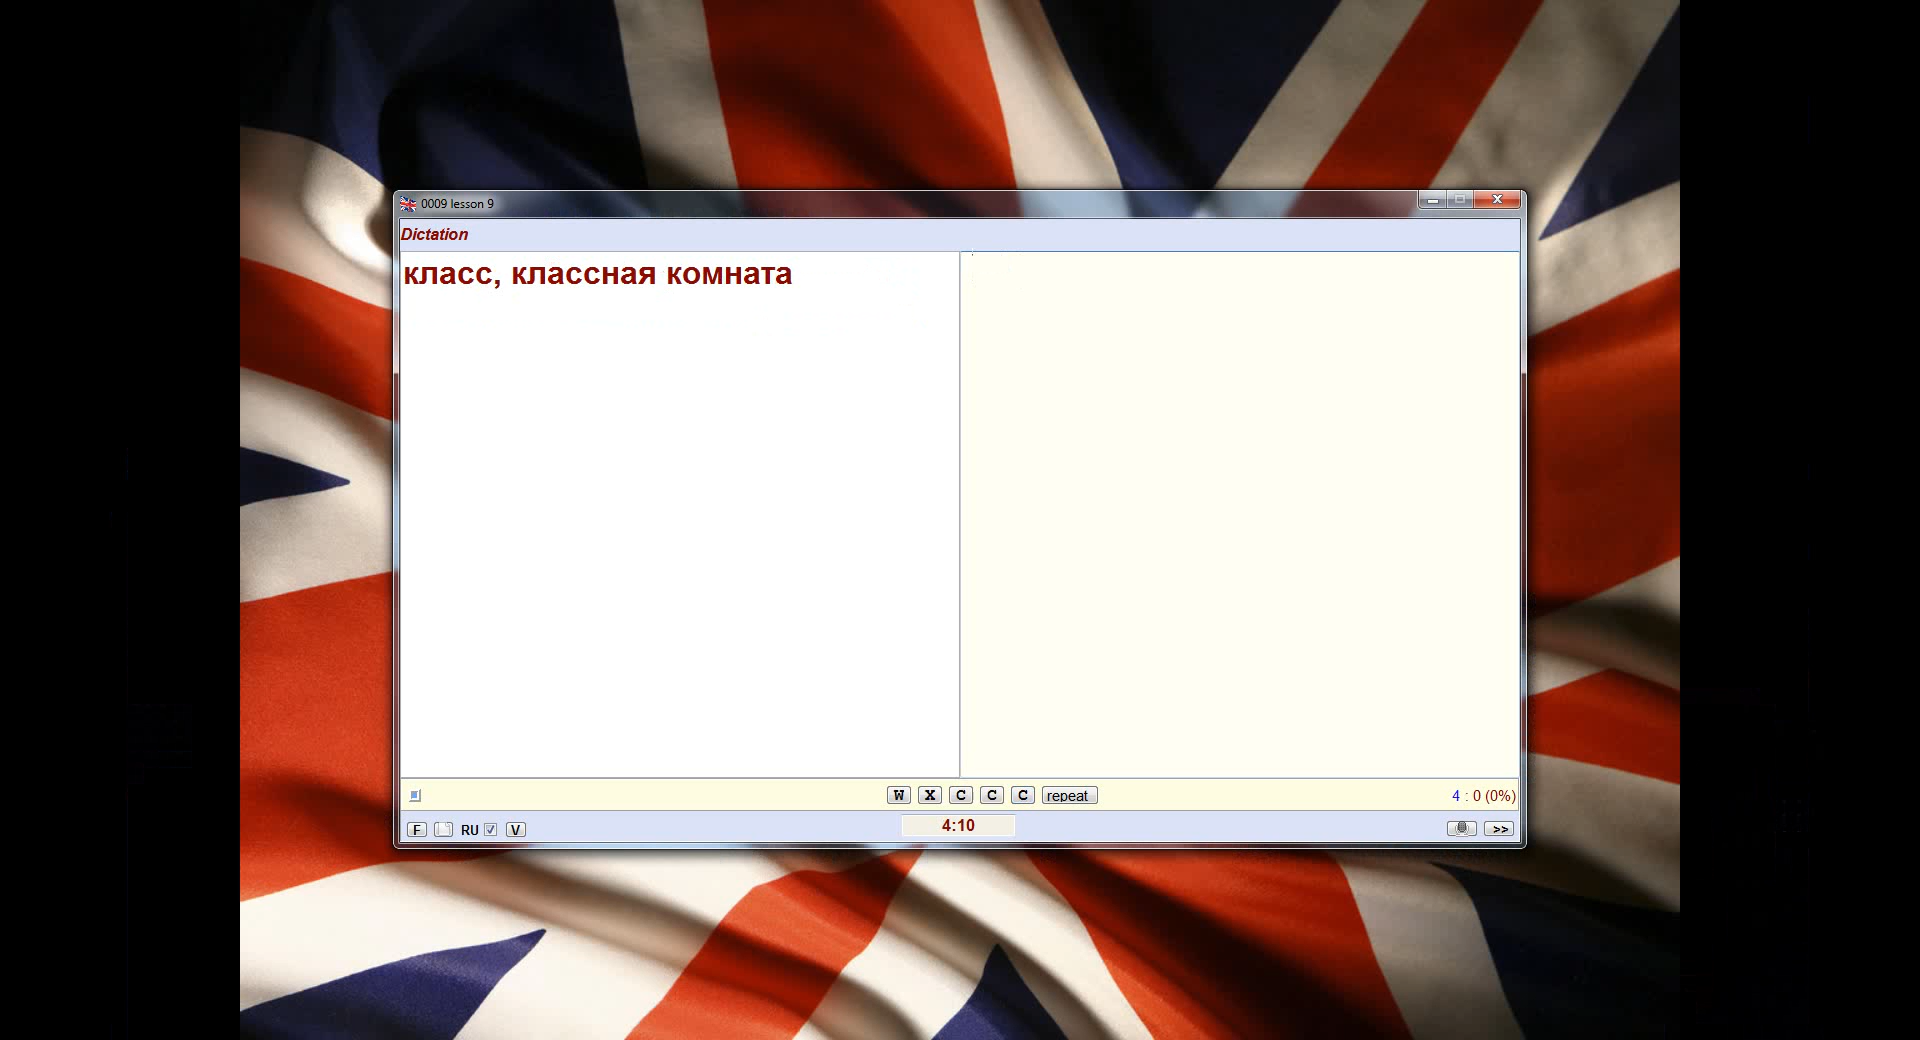 0009 lesson 9
Dictation
класс, классная комната
W X C C C repeat 4 : 0 (0%)
F RU V 4:10 >>